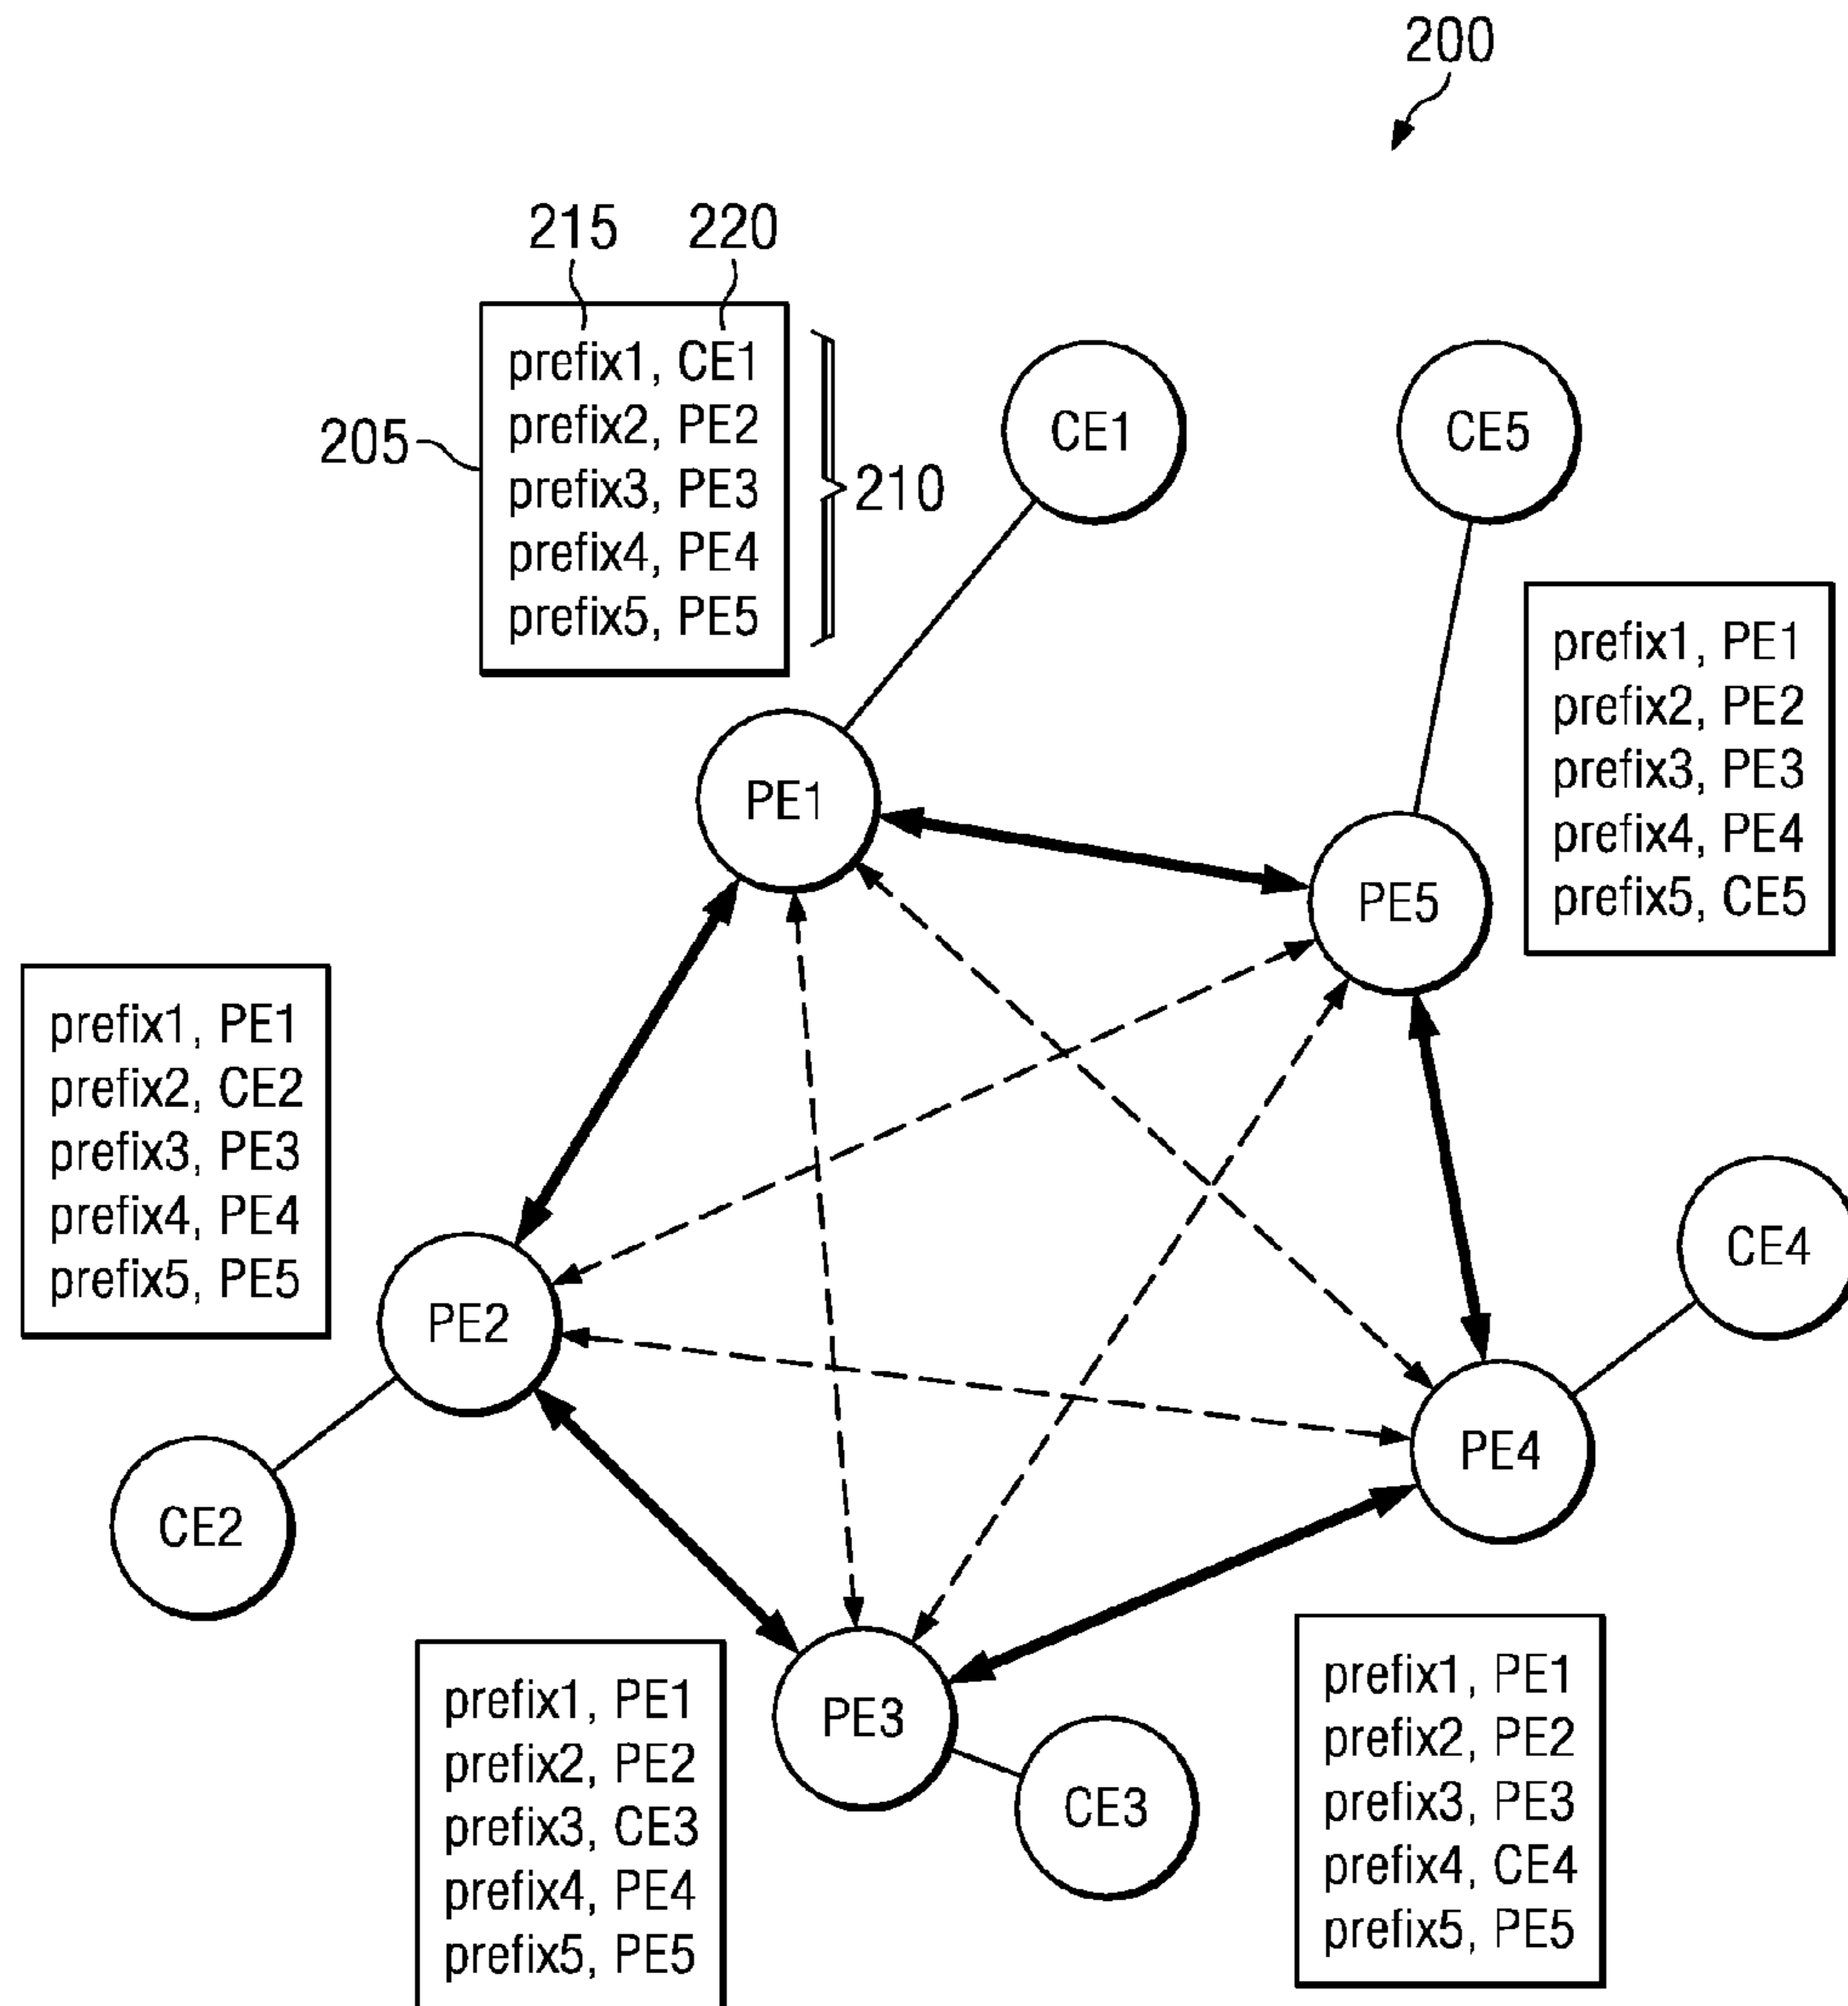 200
215 220
205
prefix1, CE1
prefix2, PE2
prefix3, PE3
prefix4, PE4
prefix5, PE5
210
CE1
CE5
prefix1, PE1
prefix2, PE2
prefix3, PE3
prefix4, PE4
prefix5, CE5
PE1
PE5
prefix1, PE1
prefix2, CE2
prefix3, PE3
prefix4, PE4
prefix5, PE5
CE4
PE2
PE4
CE2
prefix1, PE1
prefix2, PE2
prefix3, CE3
prefix4, PE4
prefix5, PE5
PE3
CE3
prefix1, PE1
prefix2, PE2
prefix3, PE3
prefix4, CE4
prefix5, PE5